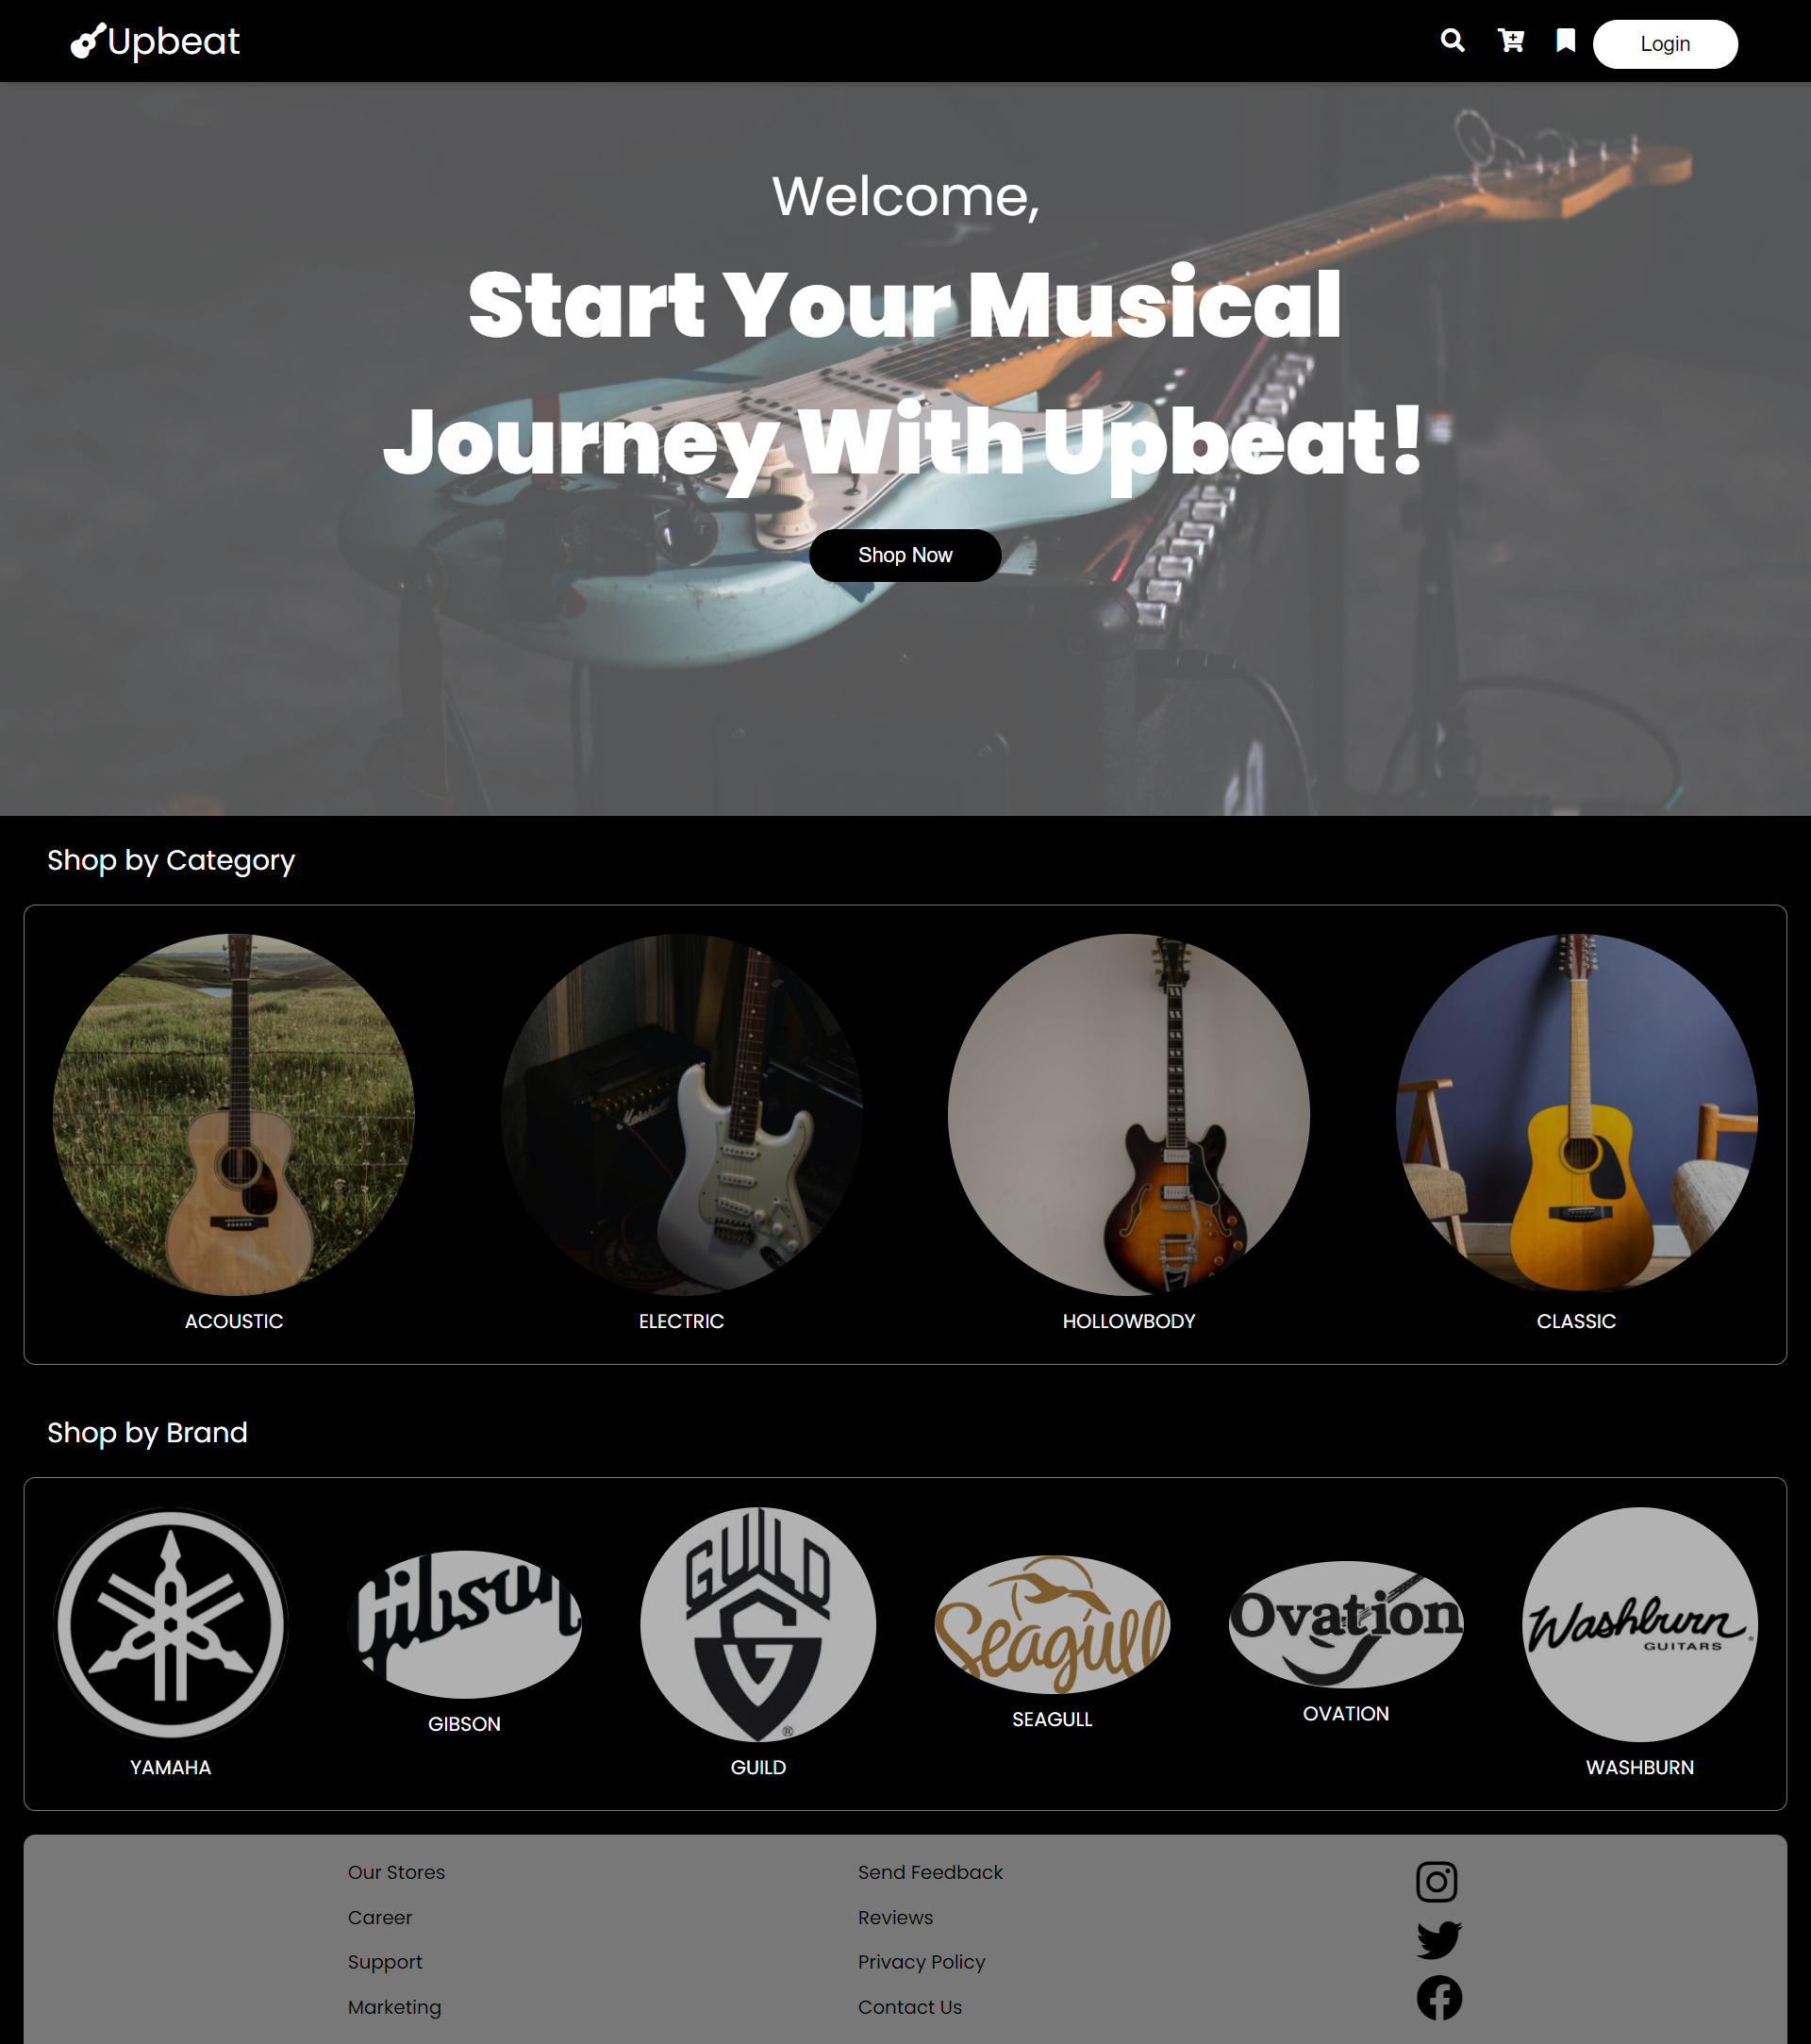 Upbeat
Login
Welcome,
Start Your Musical
Journey With Upbeat!
Shop Now
Shop by Category
Marshall
ACOUSTIC
ELECTRIC
HOLLOWBODY
CLASSIC
Shop by Brand
Gibson
GUILD
G
®
Seagull
Ovation
Washburn
GUITARS
YAMAHA
GIBSON
GUILD
SEAGULL
OVATION
WASHBURN
Our Stores
Career
Support
Marketing
Send Feedback
Reviews
Privacy Policy
Contact Us